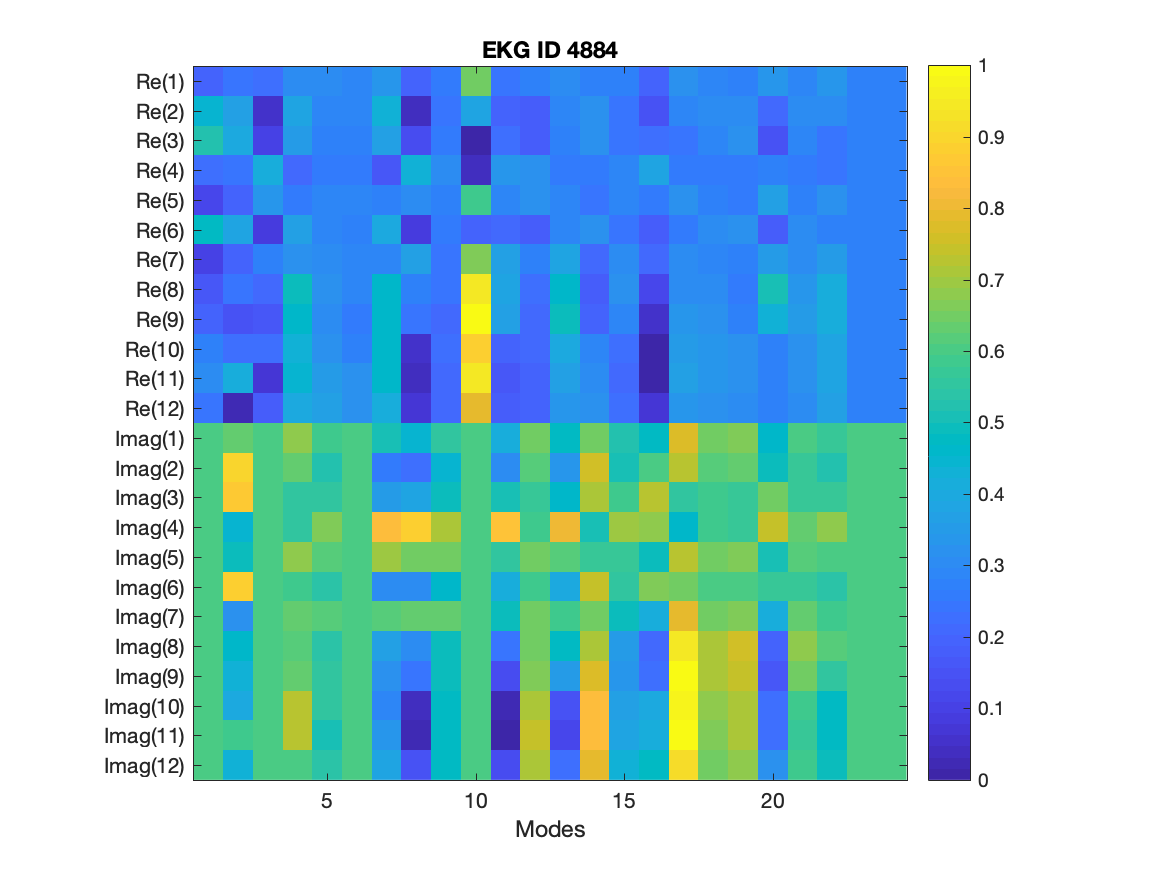 EKG ID 4884
Re(1)
Re(2)
Re(3)
Re(4)
Re(5)
Re(6)
Re(7)
Re(8)
Re(9)
Re(10)
Re(11)
Re(12)
Imag(1)
Imag(2)
Imag(3)
Imag(4)
Imag(5)
Imag(6)
Imag(7)
Imag(8)
Imag(9)
Imag(10)
Imag(11)
Imag(12)
5 10 15 20
Modes
1
0.9
0.8
0.7
0.6
0.5
0.4
0.3
0.2
0.1
0